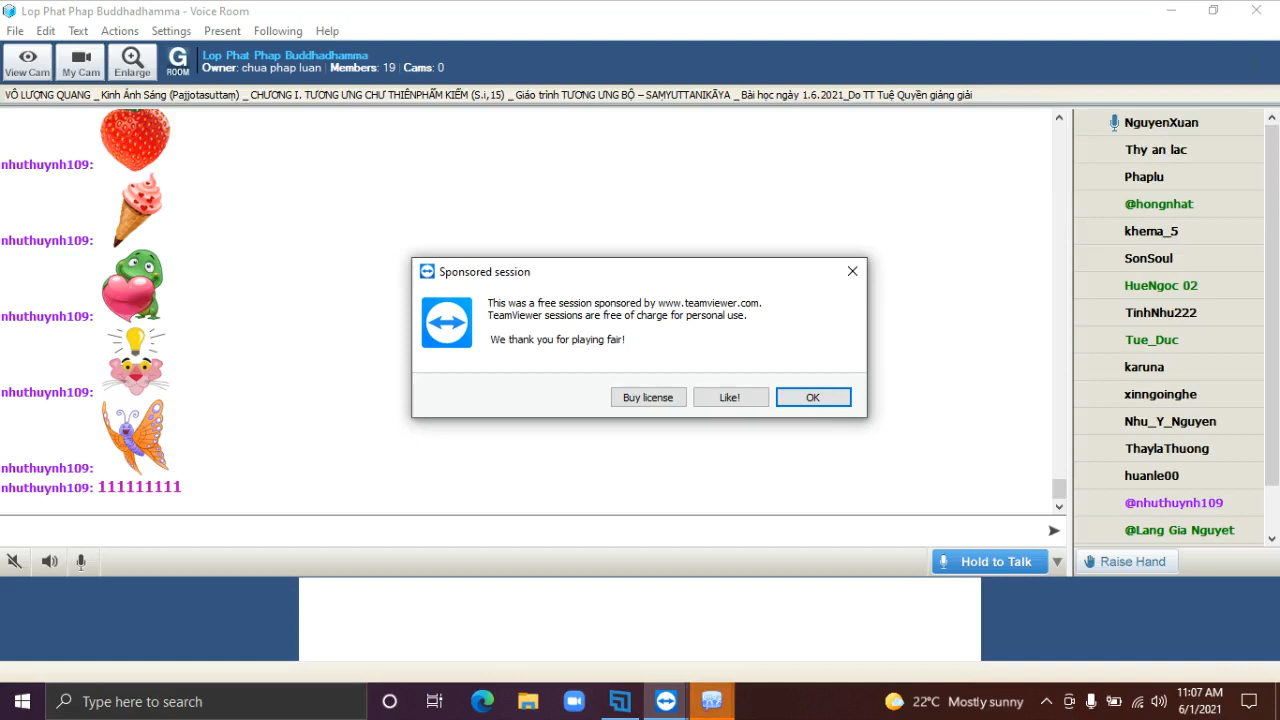 Lop Phat Phap Buddhadhamma - Voice Room
File Edit Text Actions Settings Present Following Help
View Cam My Cam Enlarge G ROOM
Lop Phat Phap Buddhadhamma
Owner: chua phap luan Members: 19 Cams: 0
VÔ LƯỢNG QUANG _Kinh Ánh Sáng (Pajjotasuttaṃ) _CHƯƠNG I. TƯƠNG ƯNG CHƯ THIÊNPHẨM KIẾM (S.i,15) _Giáo trình TƯƠNG ƯNG BỘ – SAṂYUTTANIKĀYA _Bài học ngày 1.6.2021_Do TT Tuệ Quyền giảng giải
nhuthuynh109:
nhuthuynh109:
nhuthuynh109:
nhuthuynh109:
nhuthuynh109:
nhuthuynh109: 111111111
Sponsored session
This was a free session sponsored by www.teamviewer.com.
TeamViewer sessions are free of charge for personal use.
We thank you for playing fair!
Buy license Like! OK
NguyenXuan
Thy an lac
Phaplu
@hongnhat
khema_5
SonSoul
HueNgoc 02
TinhNhu222
Tue_Duc
karuna
xinngoinghe
Nhu_Y_Nguyen
ThaylaThuong
huanle00
@nhuthuynh109
@Lang Gia Nguyet
Hold to Talk
Raise Hand
Type here to search
22°C Mostly sunny
11:07 AM
6/1/2021